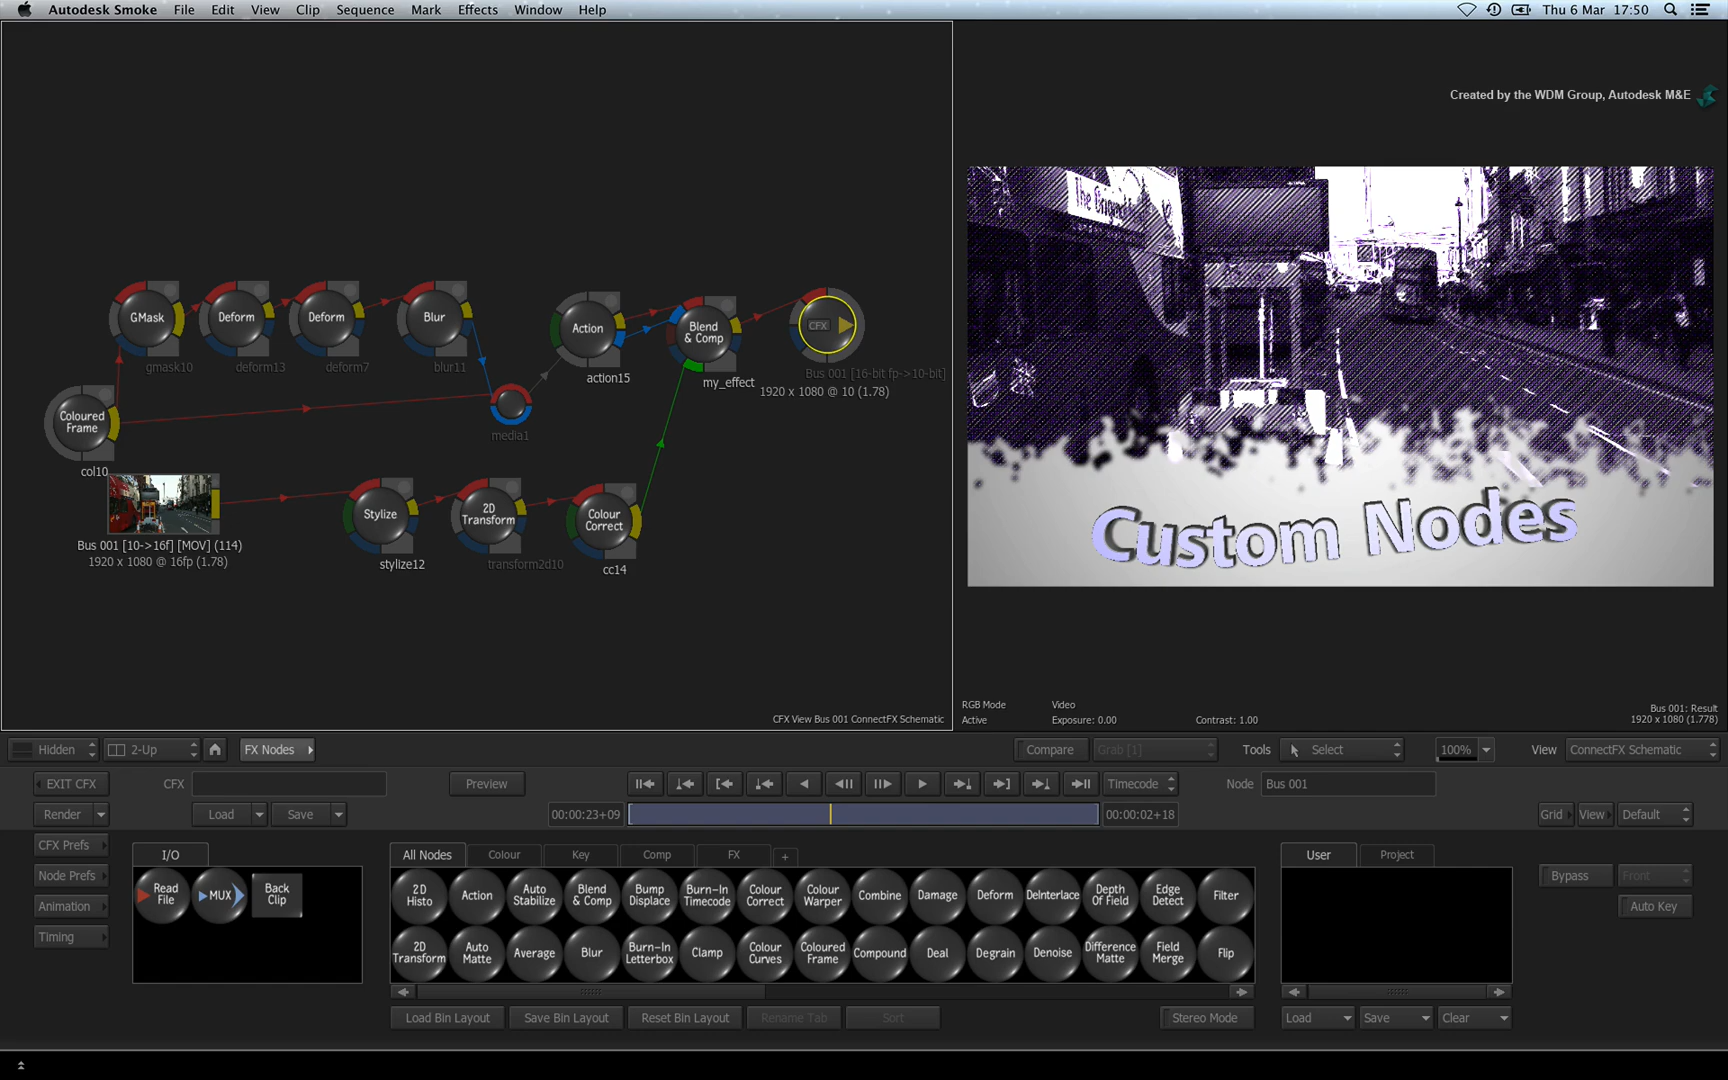 Autodesk Smoke File Edit View Clip Sequence Mark Effects Window Help Thu 6 Mar 17:50
Created by the WDM Group, Autodesk M&E
GMask
gmask10
Deform
deform13
Deform
deform7
Blur
blur11
Action
action15
Blend
& Comp
my_effect
CFX
Bus 001 [16-bit fp->10-bit]
1920 x 1080 @ 10 (1.78)
Coloured
Frame
col10
media1
Bus 001 [10->16f] [MOV] (114)
1920 x 1080 @ 16fp (1.78)
Stylize
stylize12
2D
Transform
transform2d10
Colour
Correct
cc14
CFX View Bus 001 ConnectFX Schematic
Custom Nodes
RGB Mode Video
Active Exposure: 0.00 Contrast: 1.00
Bus 001: Result
1920 x 1080 (1.778)
Hidden 2-Up FX Nodes Compare Grab [1] Tools Select 100% View ConnectFX Schematic
EXIT CFX CFX Preview Timecode Node Bus 001
Render Load Save 00:00:23+09 00:00:02+18 Grid View Default
CFX Prefs
Node Prefs
Animation
Timing
I/O
Read
File
MUX
Back
Clip
All Nodes Colour Key Comp FX +
2D
Histo
Action
Auto
Stabilize
Blend
& Comp
Bump
Displace
Burn-In
Timecode
Colour
Correct
Colour
Warper
Combine
Damage
Deform
DeInterlace
Depth
Of Field
Edge
Detect
Filter
2D
Transform
Auto
Matte
Average
Blur
Burn-In
Letterbox
Clamp
Colour
Curves
Coloured
Frame
Compound
Deal
Degrain
Denoise
Difference
Matte
Field
Merge
Flip
Load Bin Layout Save Bin Layout Reset Bin Layout Rename Tab Sort Stereo Mode
User Project
Load Save Clear
Bypass Front
Auto Key